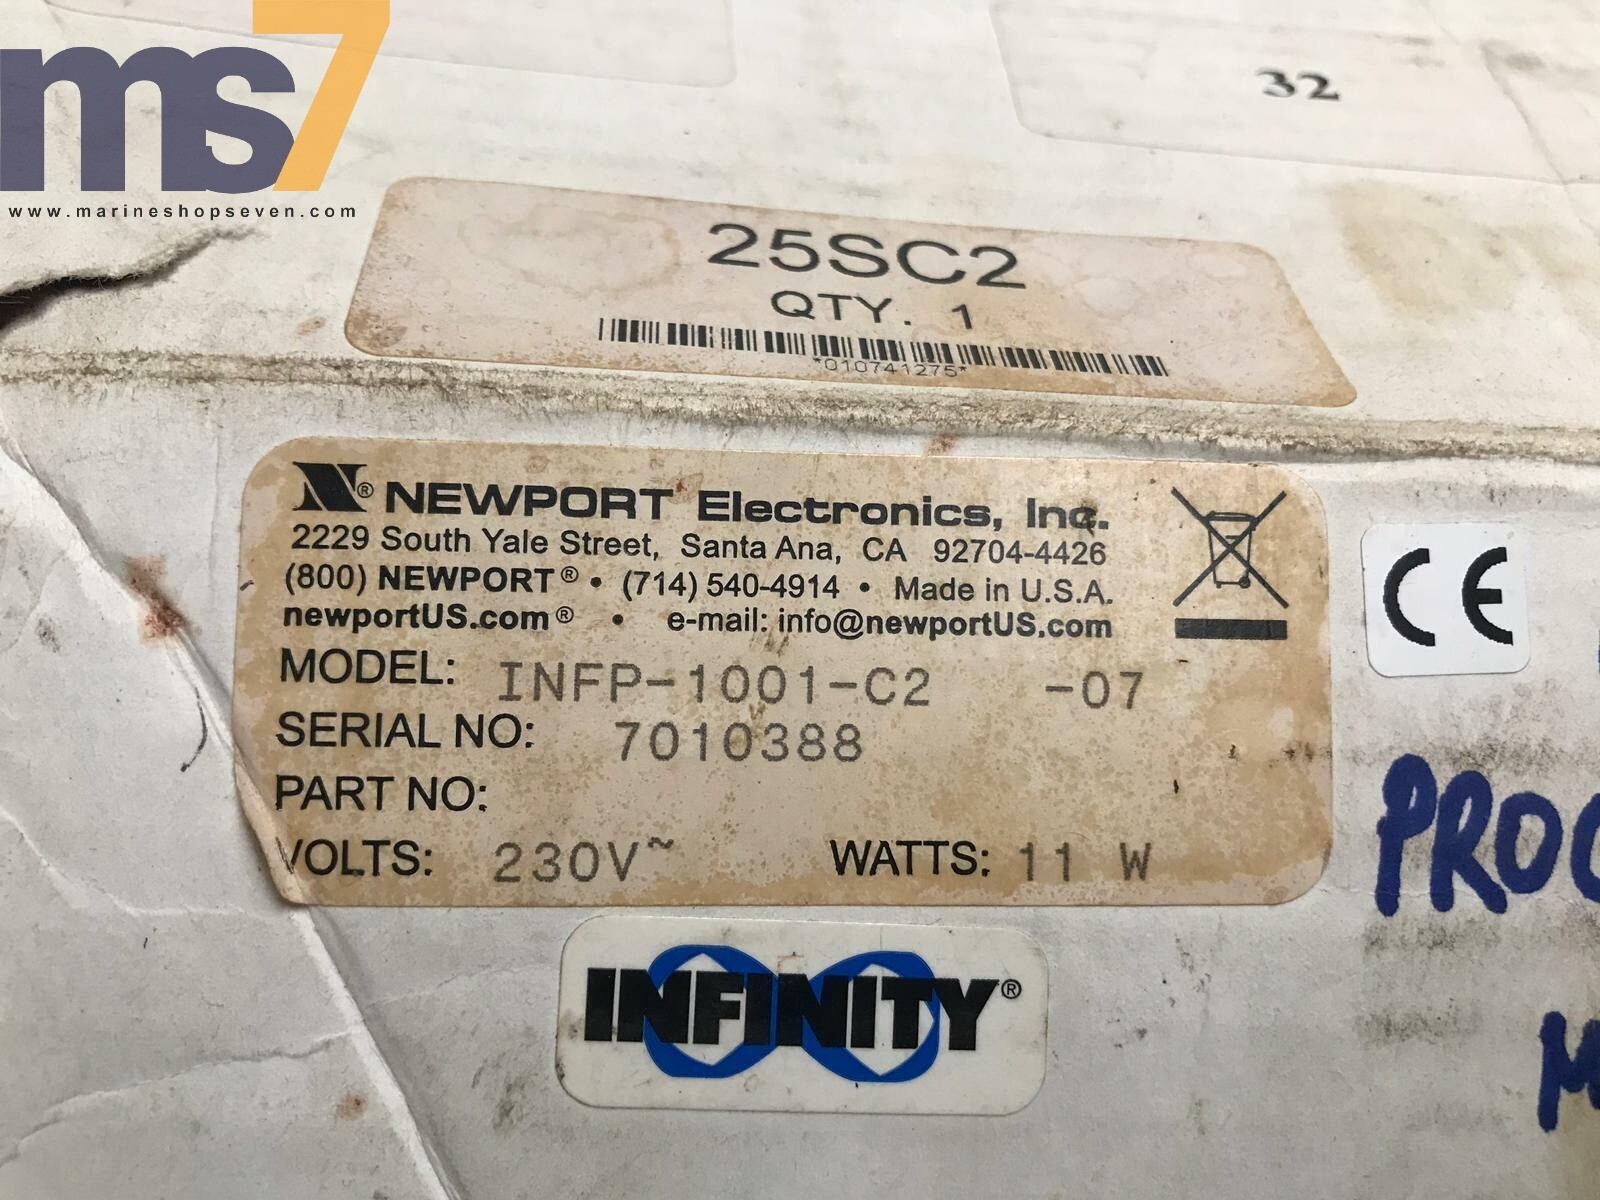 ms7
www.marineshopseven.com
32
25SC2
QTY. 1
*010741275*
N® NEWPORT Electronics, Inc.
2229 South Yale Street, Santa Ana, CA 92704-4426
(800) NEWPORT® • (714) 540-4914 • Made in U.S.A.
newportUS.com® • e-mail: info@newportUS.com
MODEL: INFP-1001-C2 -07
SERIAL NO: 7010388
PART NO:
VOLTS: 230V~ WATTS: 11 W
CE
INFINITY®